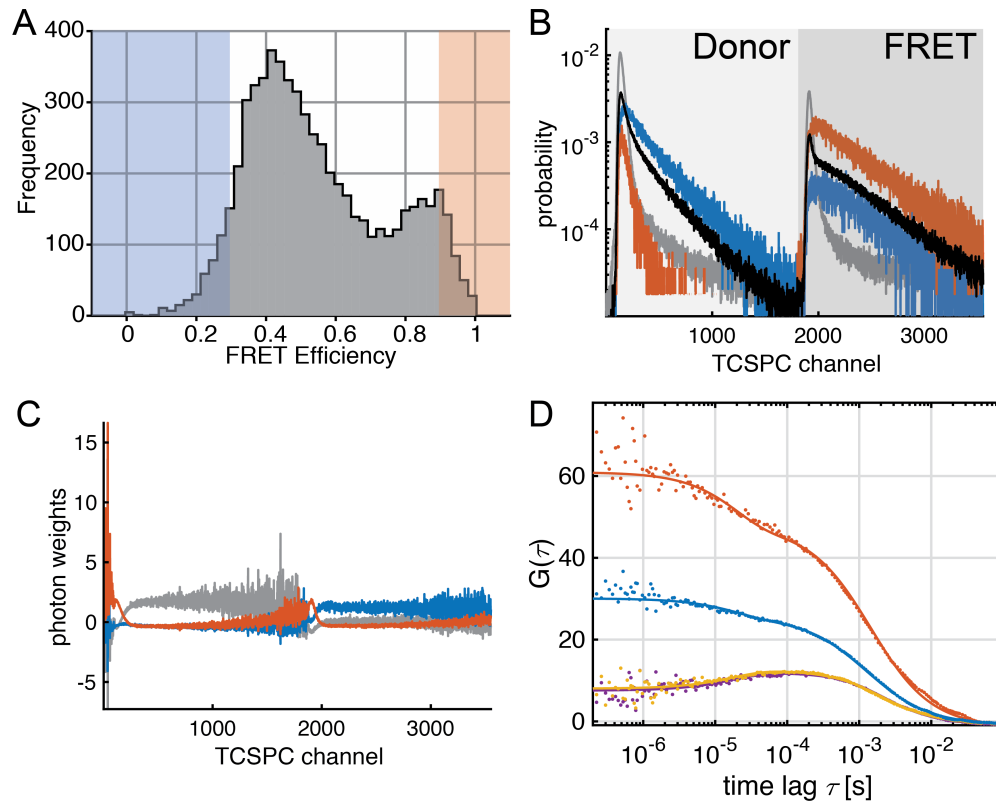 A
400
300
200
100
0
Frequency
0
0.2
0.4
0.6
0.8
1
FRET Efficiency
B
Donor
FRET
10⁻²
10⁻³
10⁻⁴
probability
1000
2000
3000
TCSPC channel
C
15
10
5
0
-5
photon weights
1000
2000
3000
TCSPC channel
D
60
40
20
0
G(τ)
10⁻⁶
10⁻⁵
10⁻⁴
10⁻³
10⁻²
time lag τ [s]